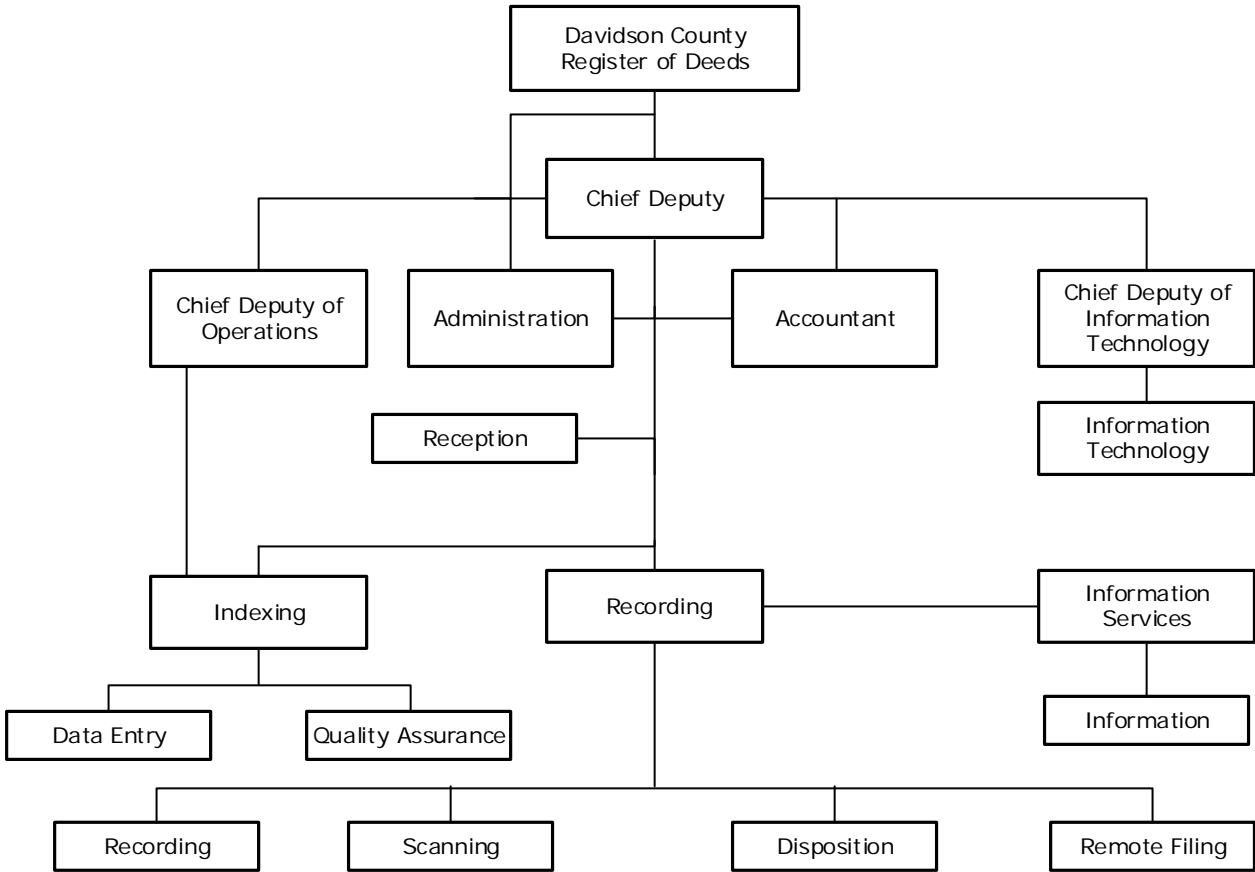 Davidson County
Register of Deeds
Chief Deputy
Chief Deputy of
Operations
Administration
Accountant
Chief Deputy of
Information
Technology
Reception
Information
Technology
Indexing
Recording
Information
Services
Data Entry
Quality Assurance
Information
Recording
Scanning
Disposition
Remote Filing